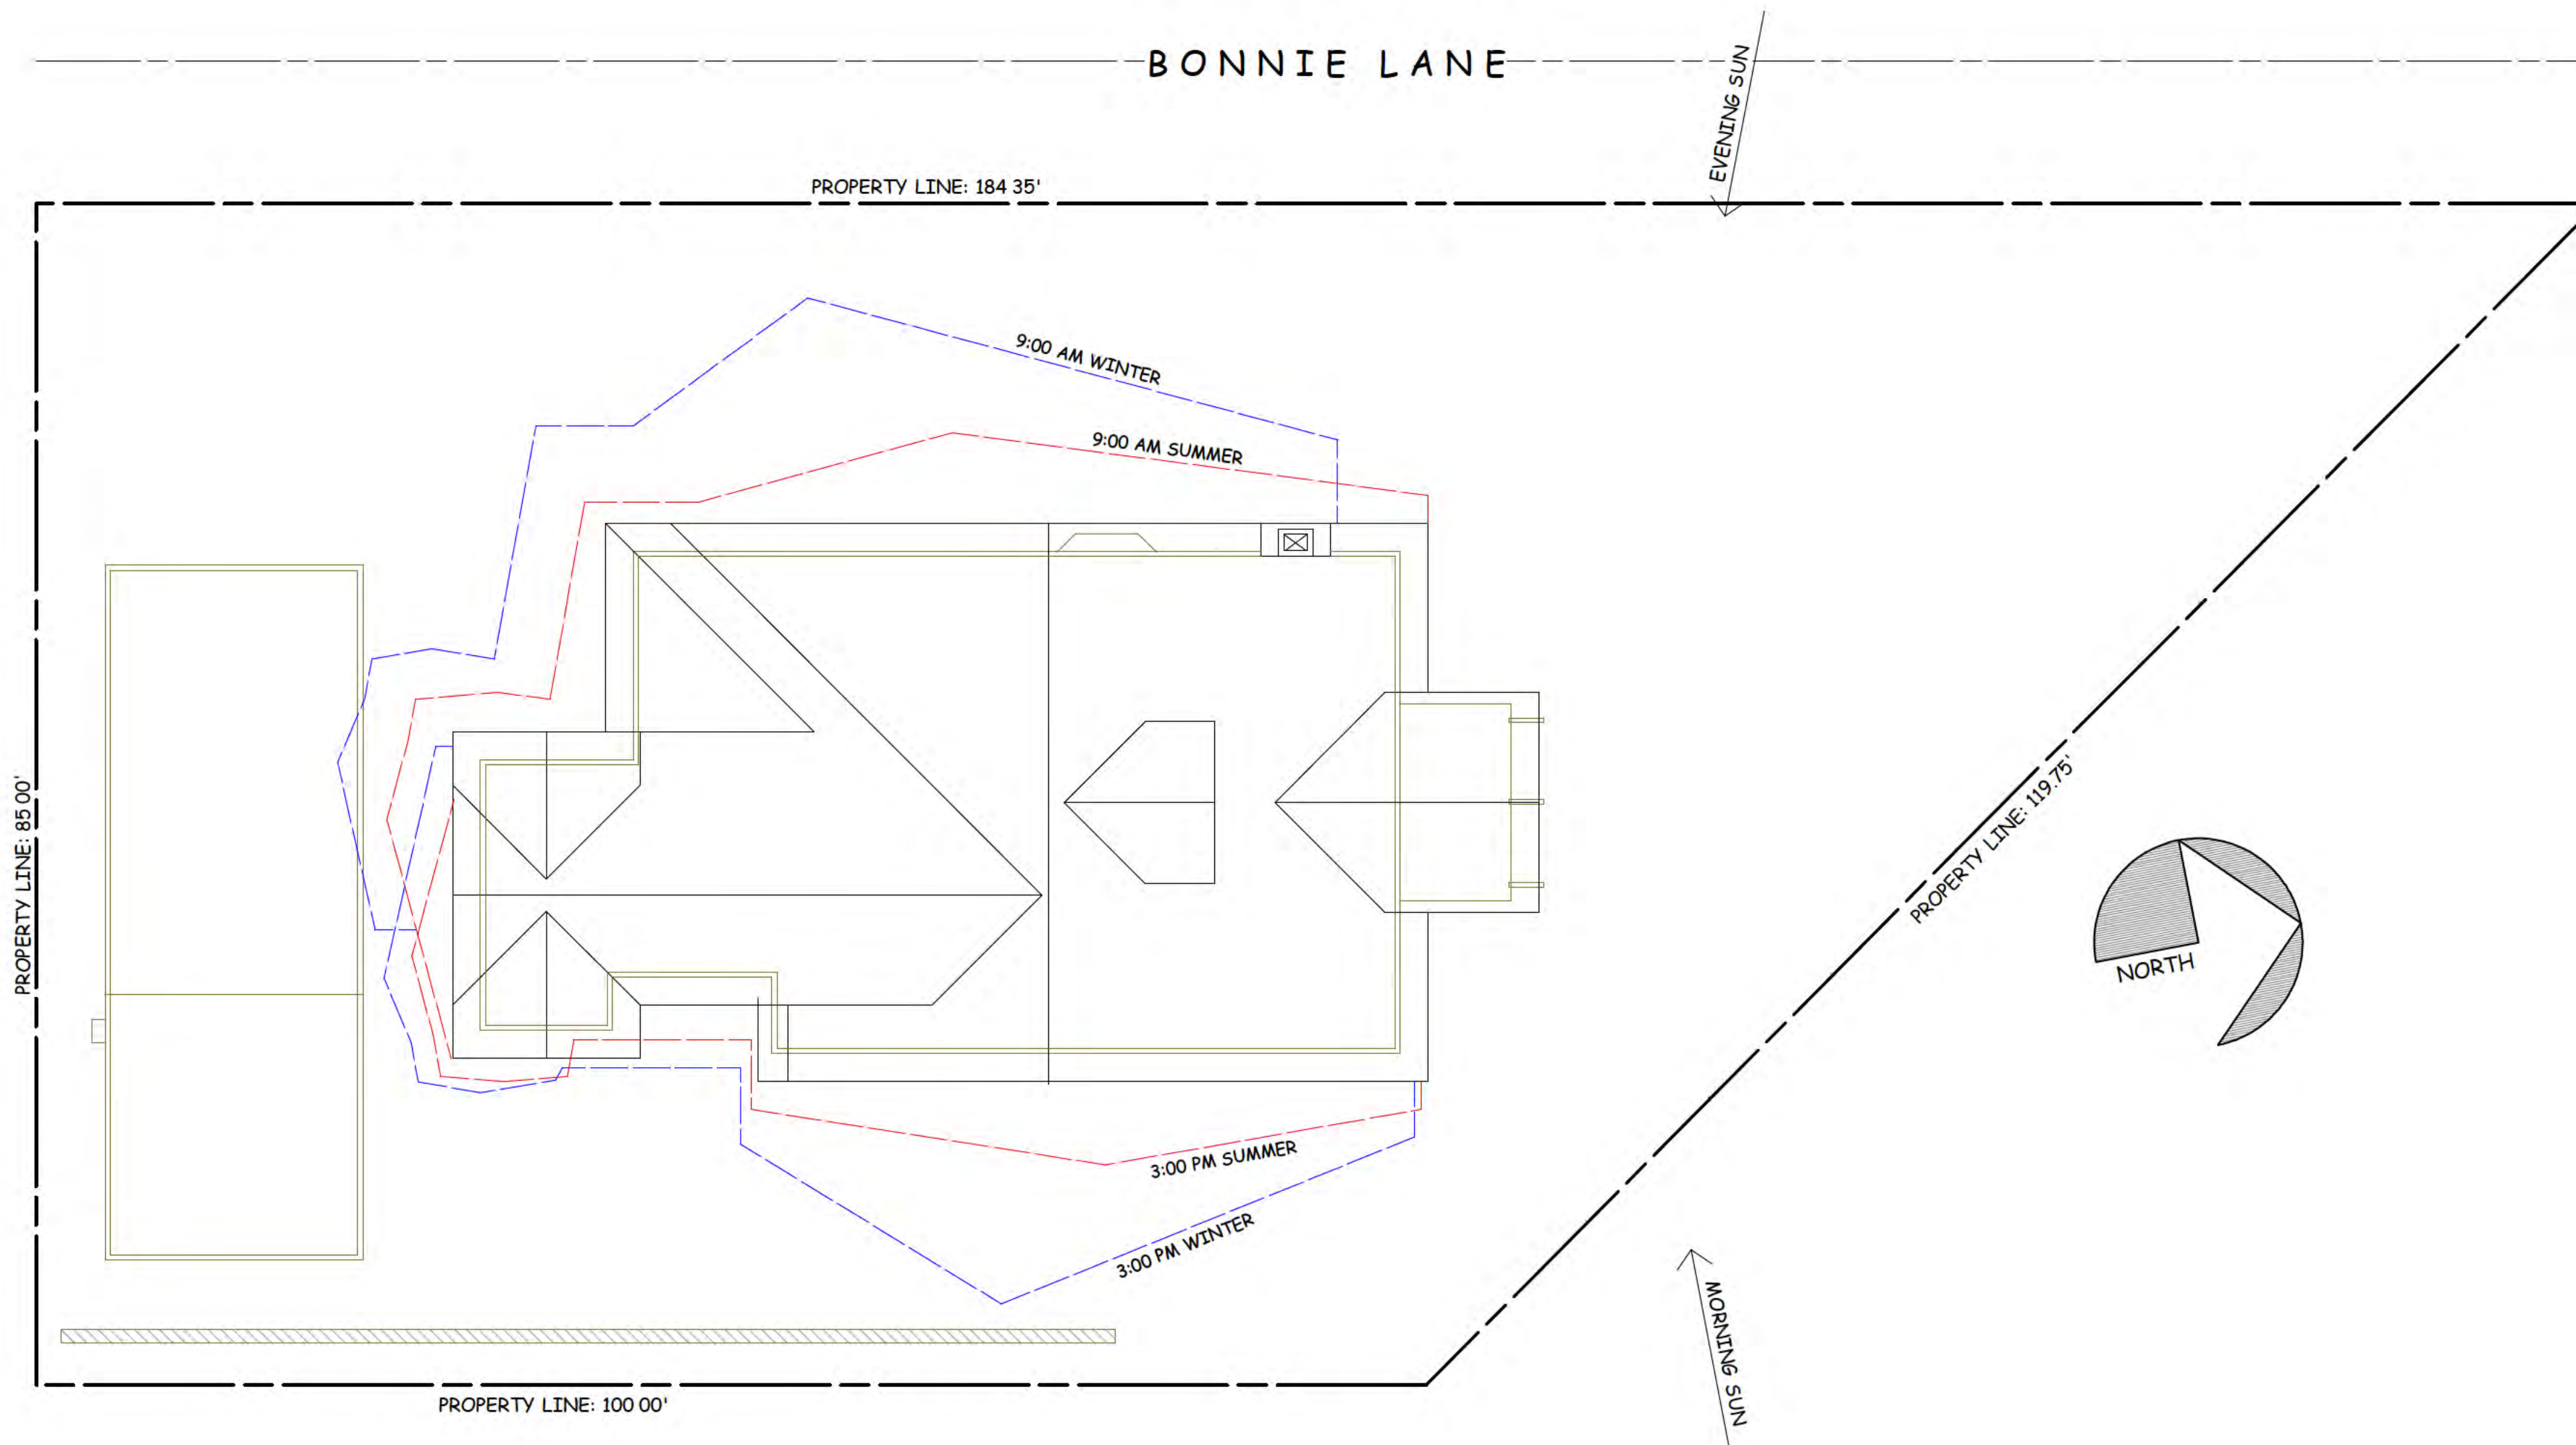 BONNIE LANE
EVENING SUN
PROPERTY LINE: 184 35'
9:00 AM WINTER
9:00 AM SUMMER
PROPERTY LINE: 85 00'
PROPERTY LINE: 119.75'
NORTH
3:00 PM SUMMER
3:00 PM WINTER
MORNING SUN
PROPERTY LINE: 100 00'